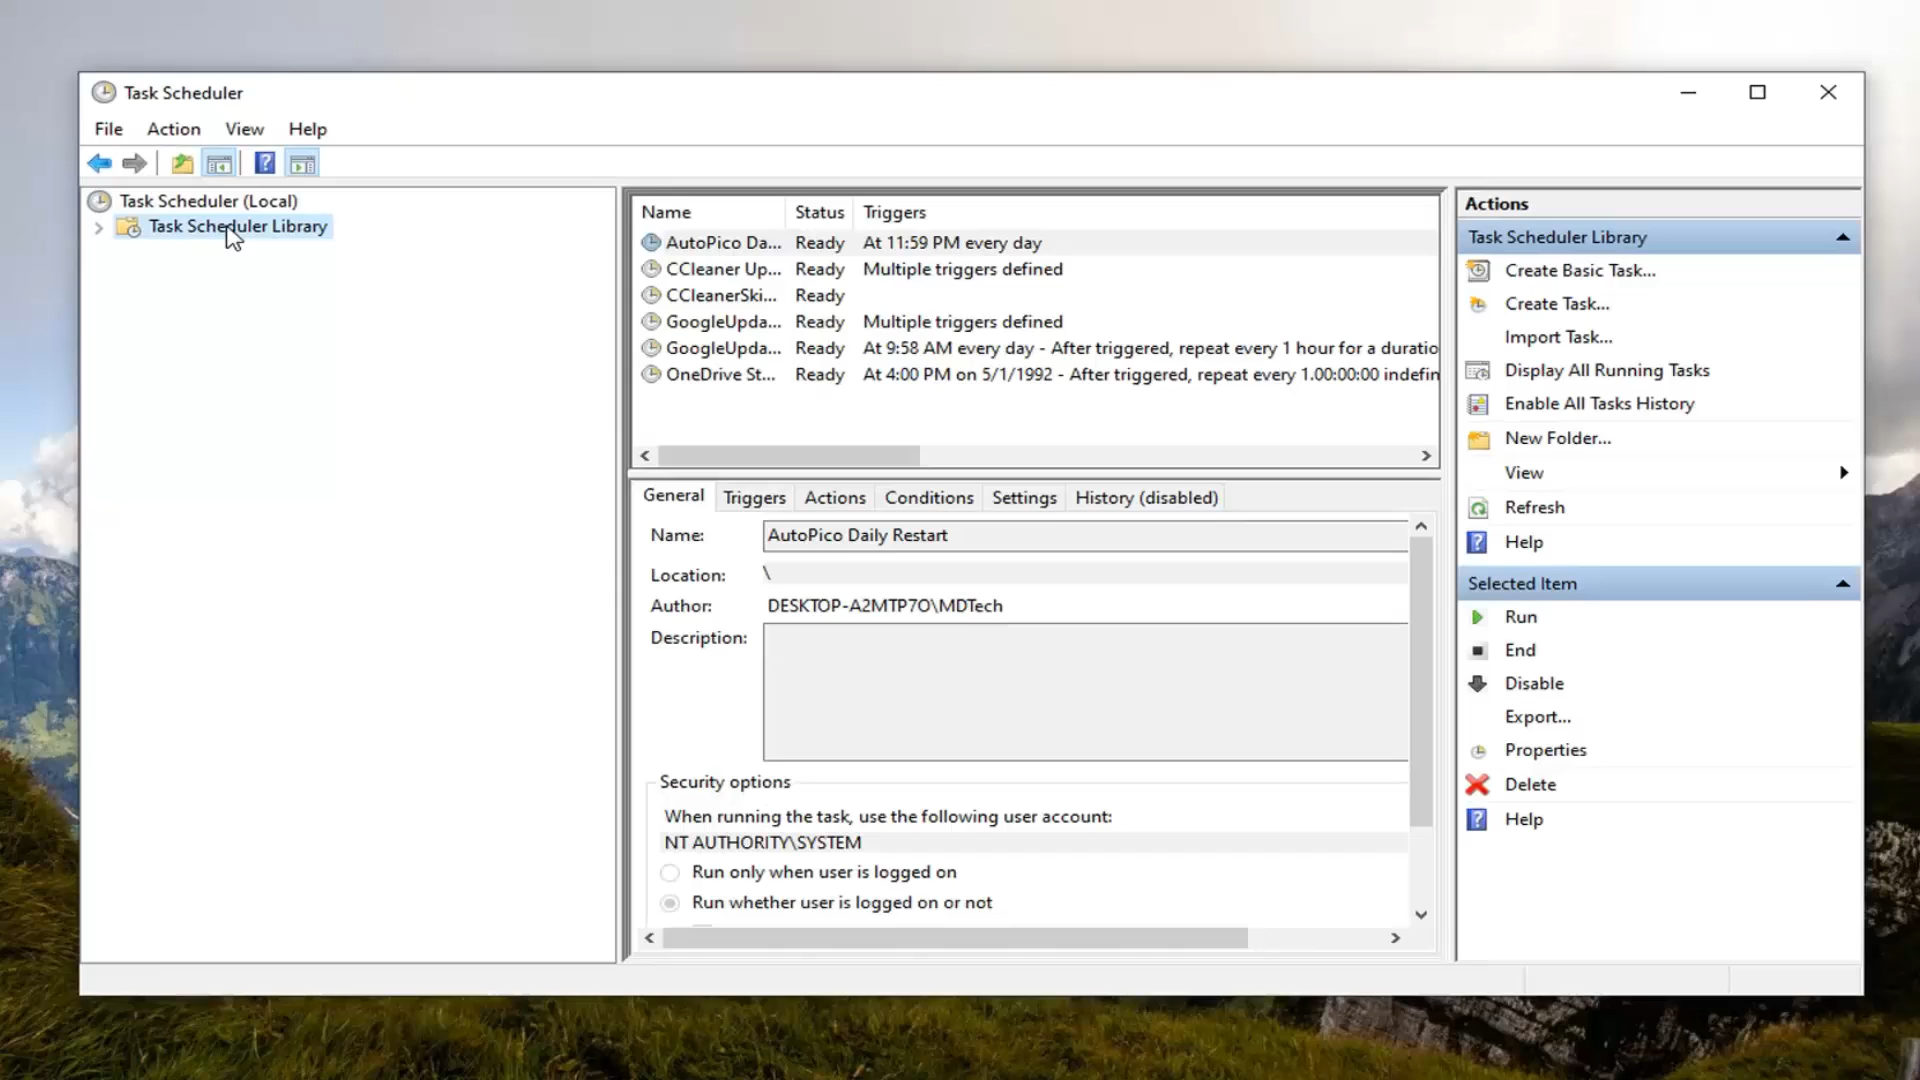 Task Scheduler
File Action View Help
Task Scheduler (Local)
Task Scheduler Library
Name Status Triggers
AutoPico Da... Ready At 11:59 PM every day
CCleaner Up... Ready Multiple triggers defined
CCleanerSki... Ready
GoogleUpda... Ready Multiple triggers defined
GoogleUpda... Ready At 9:58 AM every day - After triggered, repeat every 1 hour for a duratio
OneDrive St... Ready At 4:00 PM on 5/1/1992 - After triggered, repeat every 1.00:00:00 indefin
General Triggers Actions Conditions Settings History (disabled)
Name: AutoPico Daily Restart
Location: \
Author: DESKTOP-A2MTP7O\MDTech
Description:
Security options
When running the task, use the following user account:
NT AUTHORITY\SYSTEM
Run only when user is logged on
Run whether user is logged on or not
Actions
Task Scheduler Library
Create Basic Task...
Create Task...
Import Task...
Display All Running Tasks
Enable All Tasks History
New Folder...
View
Refresh
Help
Selected Item
Run
End
Disable
Export...
Properties
Delete
Help